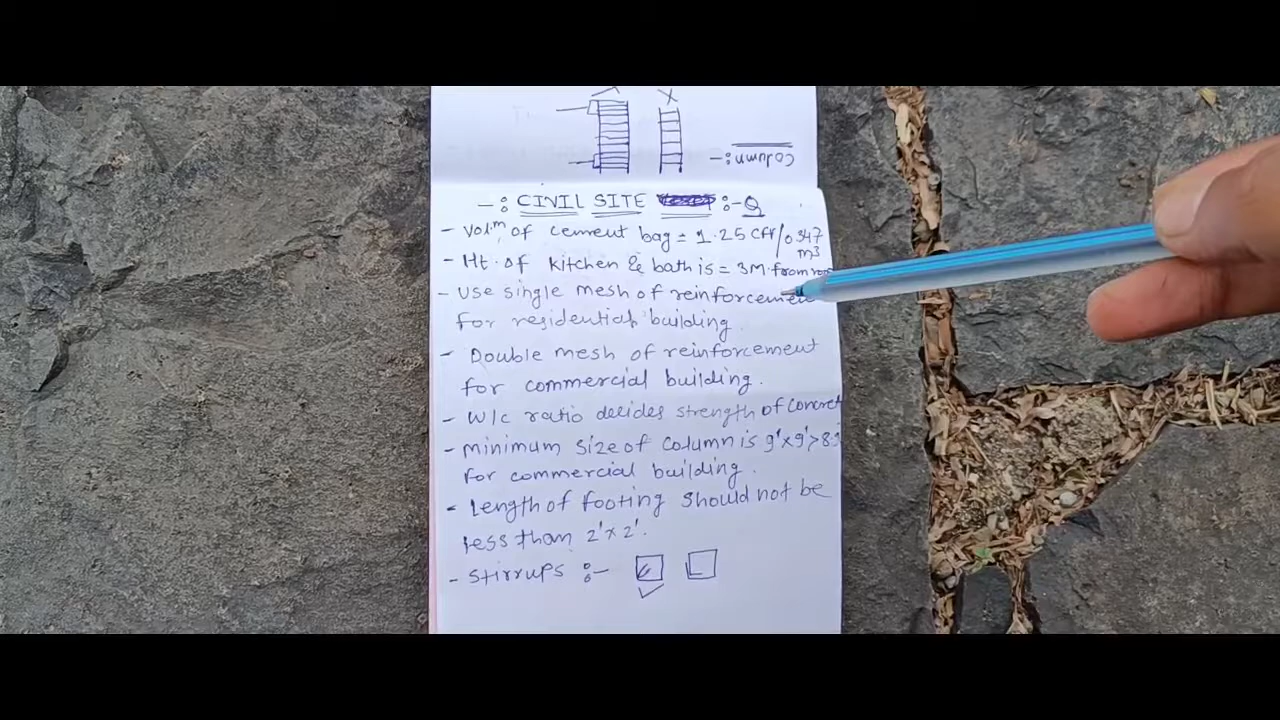 Column :-
-: CIVIL SITE :- Q
- Vol.m of cement bag = 1.25 cft/0.347 m3
- Ht. of kitchen & bath is = 3M. from
- Use single mesh of reinforcement
for residential building.
- Double mesh of reinforcement
for commercial building.
- W/c ratio decides strength of concret
- minimum size of column is 9'x9'>
for commercial building.
- Length of footing should not be
less than 2'x2'.
- Stirrups :-